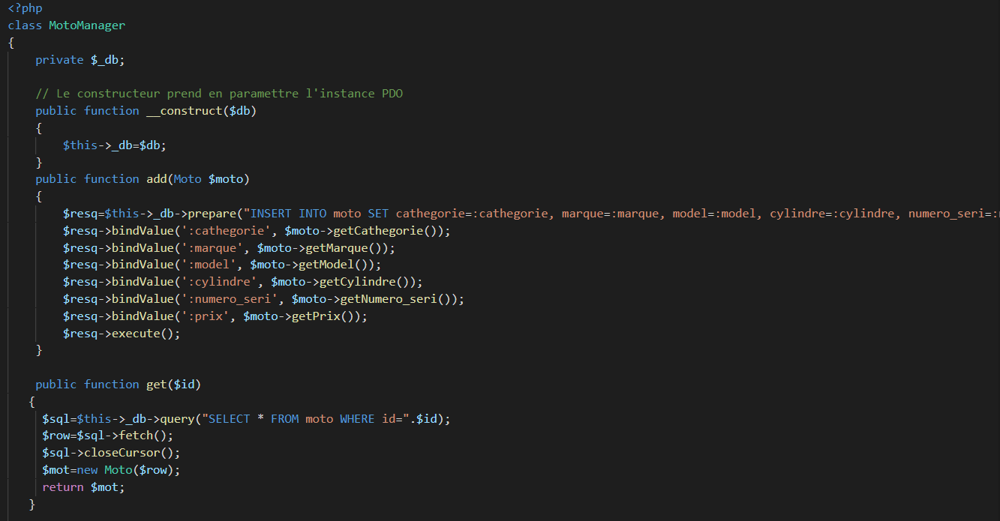 <?php
class MotoManager
{
    private $_db;

    // Le constructeur prend en paramettre l'instance PDO
    public function __construct($db)
    {
        $this->_db=$db;
    }
    public function add(Moto $moto)
    {
        $resq=$this->_db->prepare("INSERT INTO moto SET cathegorie=:cathegorie, marque=:marque, model=:model, cylindre=:cylindre, numero_seri=:
        $resq->bindValue(':cathegorie', $moto->getCathegorie());
        $resq->bindValue(':marque', $moto->getMarque());
        $resq->bindValue(':model', $moto->getModel());
        $resq->bindValue(':cylindre', $moto->getCylindre());
        $resq->bindValue(':numero_seri', $moto->getNumero_seri());
        $resq->bindValue(':prix', $moto->getPrix());
        $resq->execute();
    }

    public function get($id)
   {
     $sql=$this->_db->query("SELECT * FROM moto WHERE id=".$id);
     $row=$sql->fetch();
     $sql->closeCursor();
     $mot=new Moto($row);
     return $mot;
   }